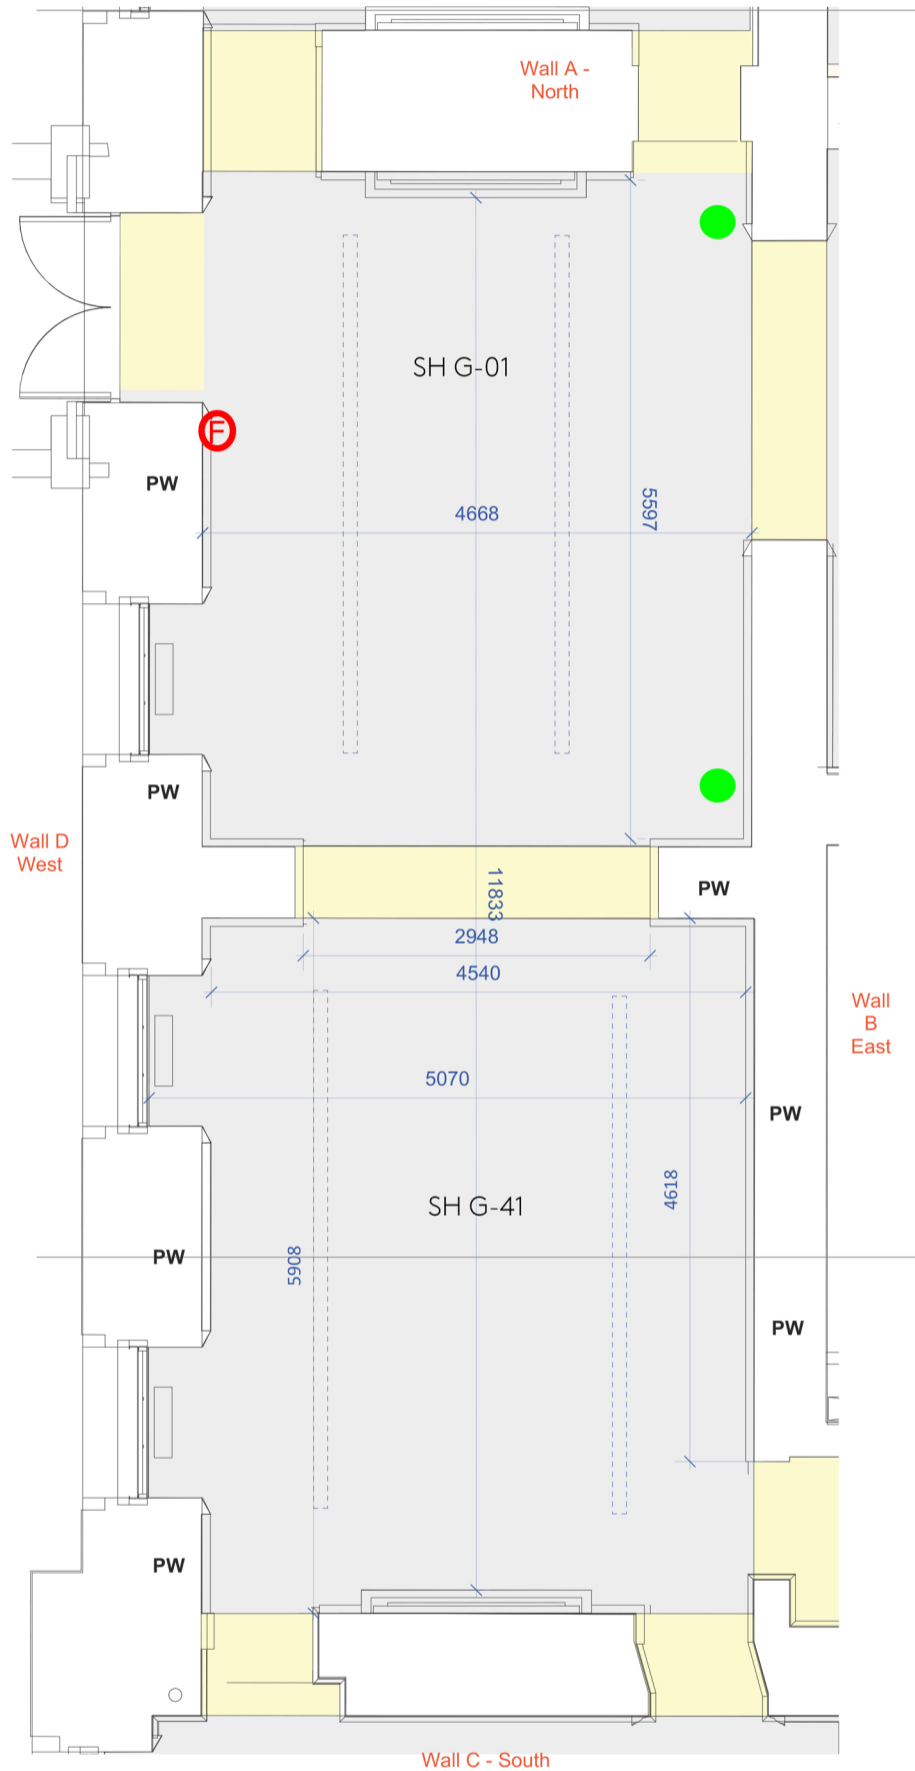 Wall A -
North
SH G-01
F
PW
4668
5597
PW
Wall D
West
PW
11833
2948
4540
Wall
B
East
5070
PW
4618
SH G-41
5908
PW
PW
PW
Wall C - South